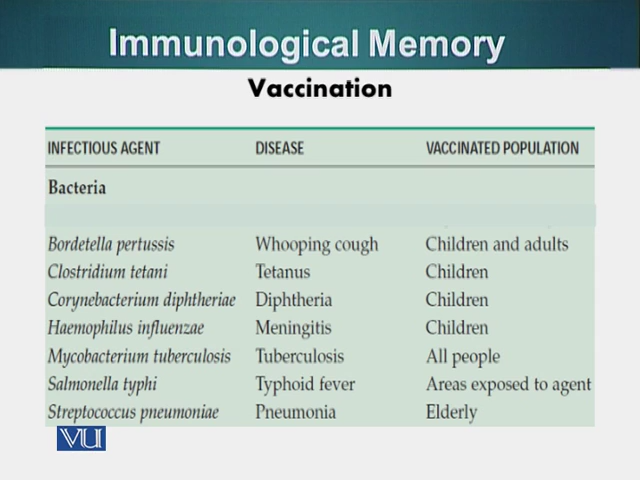 Immunological Memory
Vaccination
INFECTIOUS AGENT DISEASE VACCINATED POPULATION
Bacteria
Bordetella pertussis Whooping cough Children and adults
Clostridium tetani Tetanus Children
Corynebacterium diphtheriae Diphtheria Children
Haemophilus influenzae Meningitis Children
Mycobacterium tuberculosis Tuberculosis All people
Salmonella typhi Typhoid fever Areas exposed to agent
Streptococcus pneumoniae Pneumonia Elderly
VU